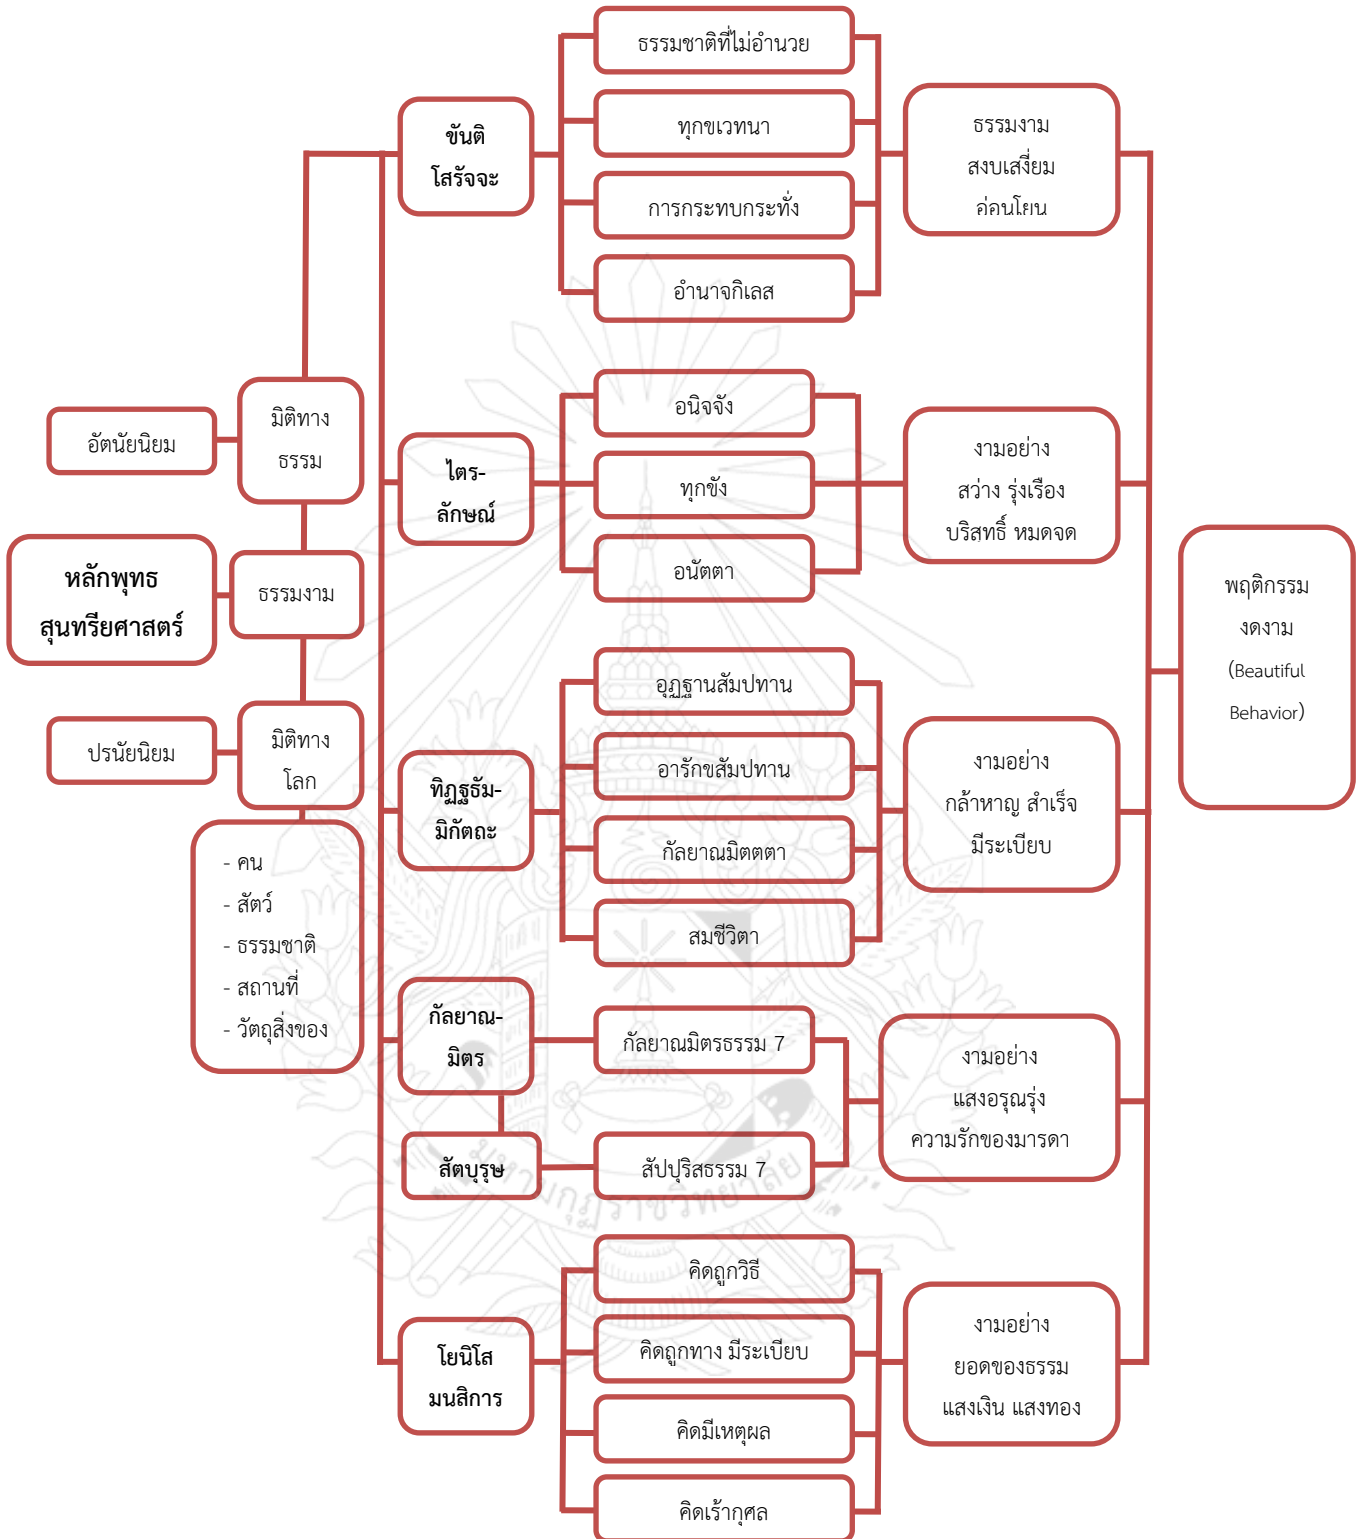 หลักพุทธ
สุนทรียศาสตร์
ธรรมงาม
มิติทาง
ธรรม
อัตนัยนิยม
มิติทาง
โลก
ปรนัยนิยม
- คน
- สัตว์
- ธรรมชาติ
- สถานที่
- วัตถุสิ่งของ
ขันติ
โสรัจจะ
ธรรมชาติที่ไม่อำนวย
ทุกขเวทนา
การกระทบกระทั่ง
อำนาจกิเลส
ธรรมงาม
สงบเสงี่ยม
อ่อนโยน
ไตร-
ลักษณ์
อนิจจัง
ทุกขัง
อนัตตา
งามอย่าง
สว่าง รุ่งเรือง
บริสทธิ์ หมดจด
ทิฏฐธัม-
มิกัตถะ
อุฏฐานสัมปทาน
อารักขสัมปทาน
กัลยาณมิตตตา
สมชีวิตา
งามอย่าง
กล้าหาญ สำเร็จ
มีระเบียบ
กัลยาณ-
มิตร
กัลยาณมิตรธรรม 7
สัตบุรุษ
สัปปุริสธรรม 7
งามอย่าง
แสงอรุณรุ่ง
ความรักของมารดา
โยนิโส
มนสิการ
คิดถูกวิธี
คิดถูกทาง มีระเบียบ
คิดมีเหตุผล
คิดเร้ากุศล
งามอย่าง
ยอดของธรรม
แสงเงิน แสงทอง
พฤติกรรม
งดงาม
(Beautiful
Behavior)
มหามกุฏราชวิทยาลัย